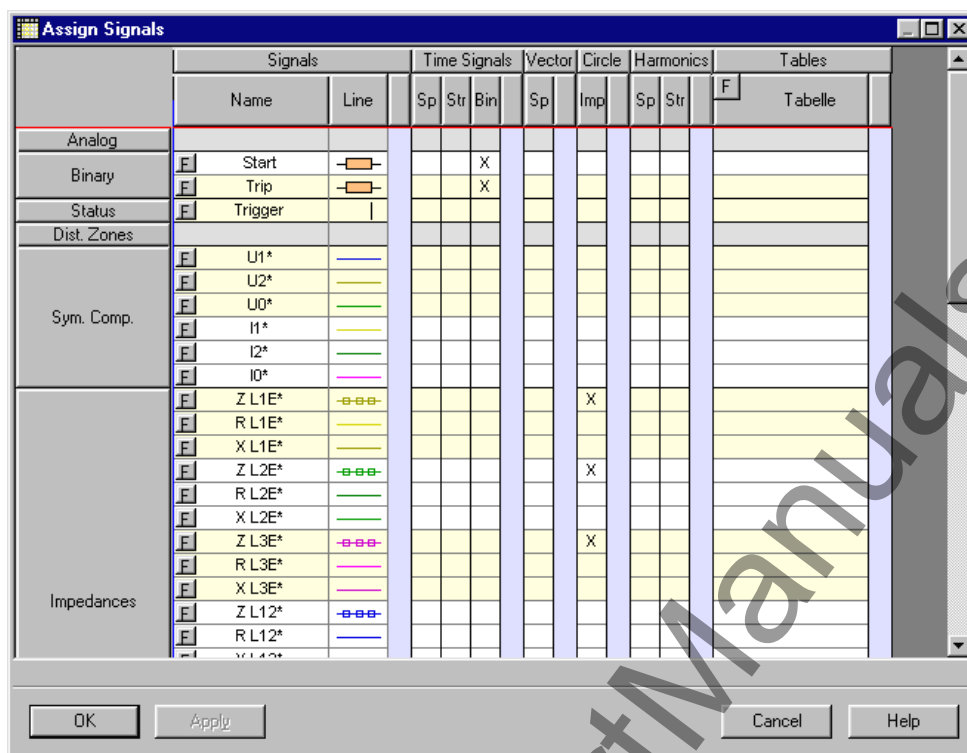 Assign Signals
Signals Time Signals Vector Circle Harmonics Tables
Name Line Sp Str Bin Sp Imp Sp Str F Tabelle
Analog
Binary
F Start X
F Trip X
Status F Trigger
Dist. Zones
Sym. Comp.
F U1*
F U2*
F U0*
F I1*
F I2*
F I0*
Impedances
F Z L1E* X
F R L1E*
F X L1E*
F Z L2E* X
F R L2E*
F X L2E*
F Z L3E* X
F R L3E*
F X L3E*
F Z L12*
F R L12*
OK Apply Cancel Help